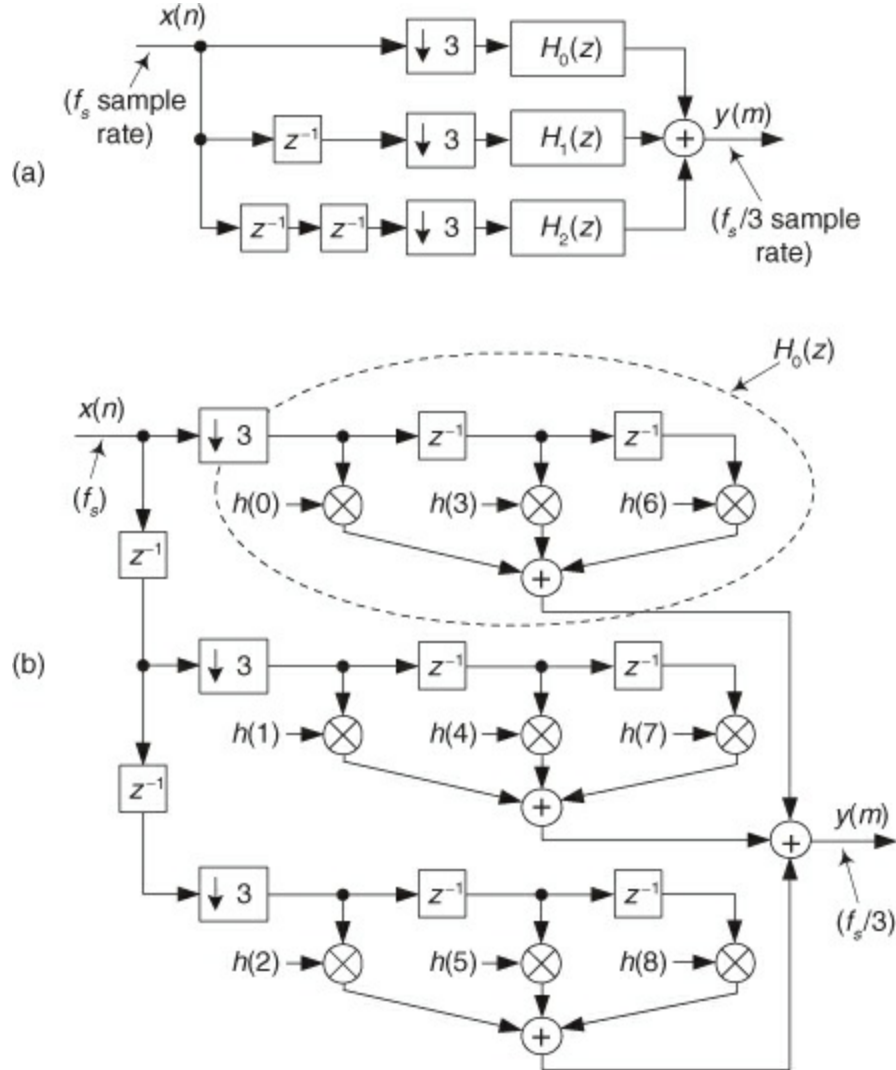 x(n)
↓ 3
H₀(z)
(fₛ sample
rate)
z⁻¹
↓ 3
H₁(z)
+
y(m)
(a)
z⁻¹
z⁻¹
↓ 3
H₂(z)
(fₛ/3 sample
rate)
H₀(z)
x(n)
↓ 3
z⁻¹
z⁻¹
(fₛ)
h(0)
h(3)
h(6)
z⁻¹
+
(b)
↓ 3
z⁻¹
z⁻¹
h(1)
h(4)
h(7)
z⁻¹
+
+
y(m)
↓ 3
z⁻¹
z⁻¹
(fₛ/3)
h(2)
h(5)
h(8)
+